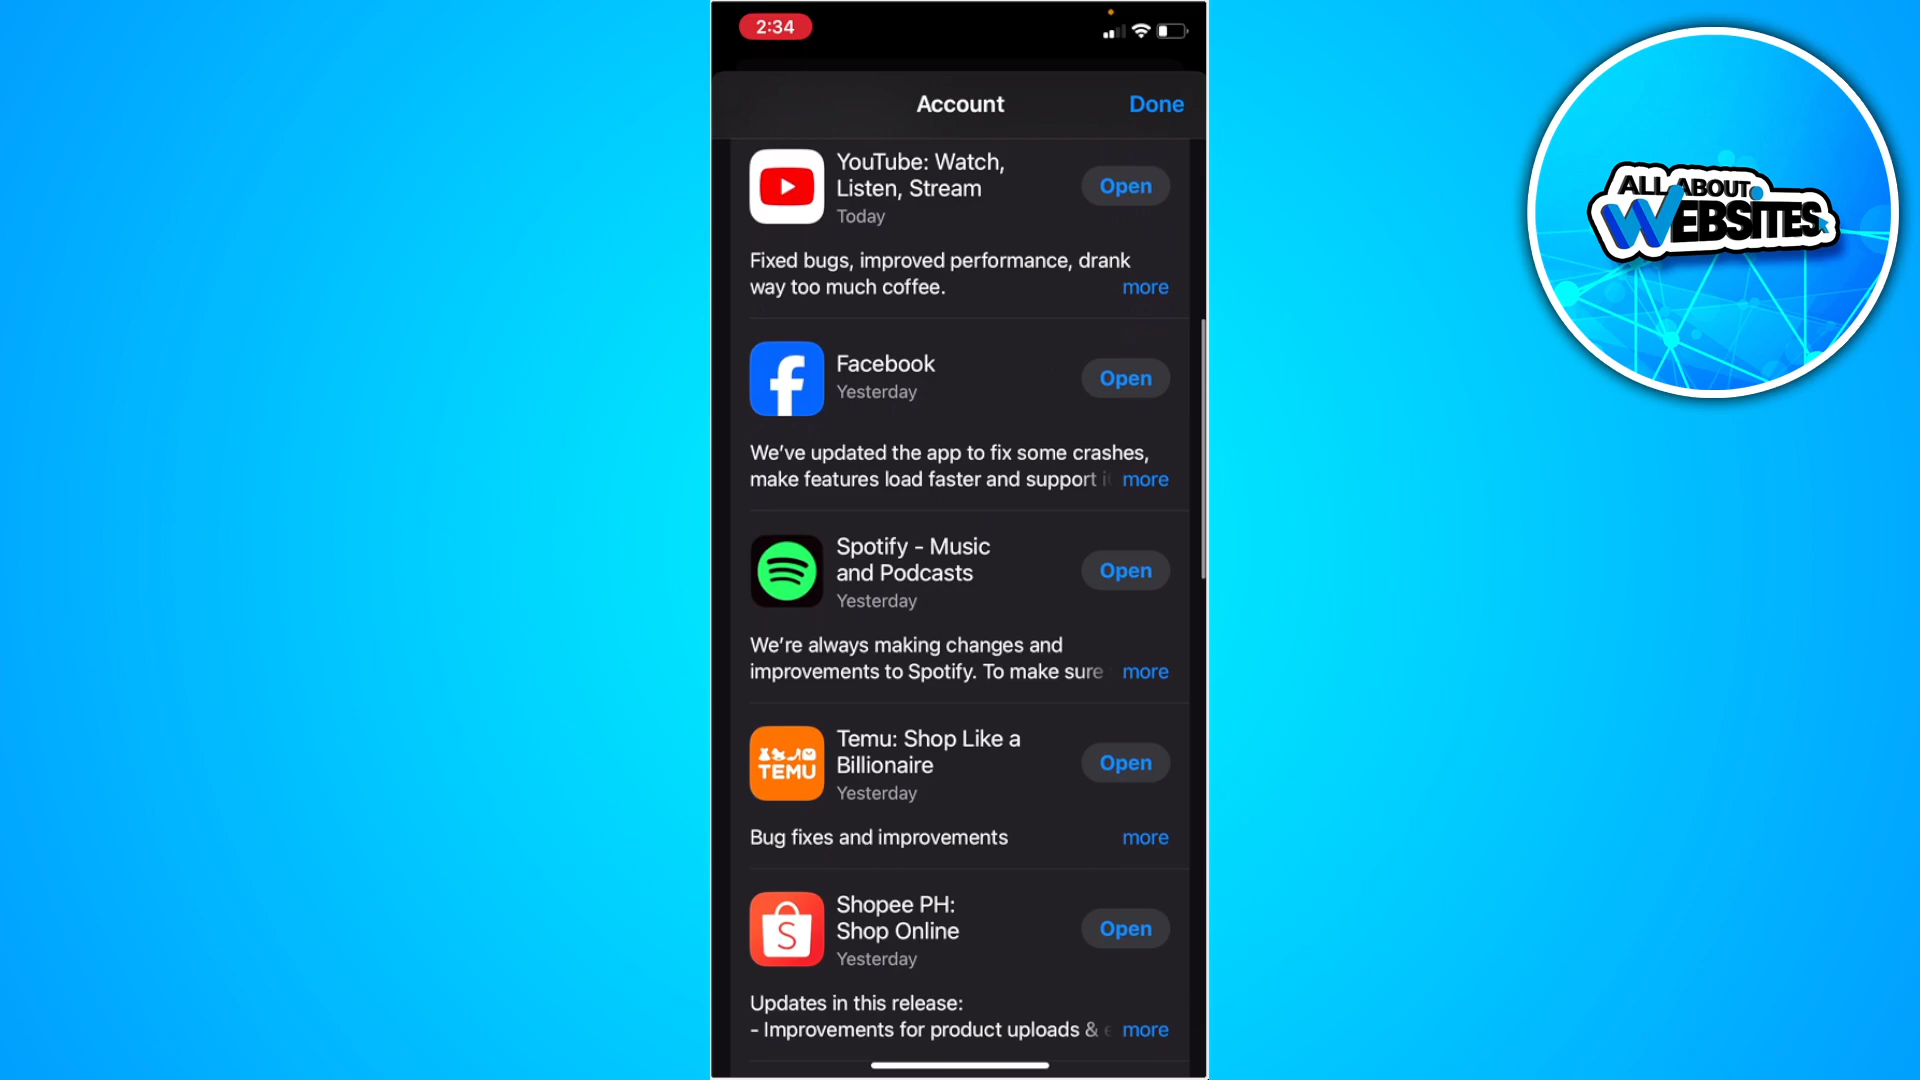 2:34
Account
Done
YouTube: Watch,
Listen, Stream
Today
Open
Fixed bugs, improved performance, drank
way too much coffee.
more
Facebook
Yesterday
Open
We've updated the app to fix some crashes,
make features load faster and support
more
Spotify - Music
and Podcasts
Yesterday
Open
We're always making changes and
improvements to Spotify. To make sure
more
TEMU
Temu: Shop Like a
Billionaire
Yesterday
Open
Bug fixes and improvements
more
S
Shopee PH:
Shop Online
Yesterday
Open
Updates in this release:
- Improvements for product uploads &
more
ALL ABOUT
WEBSITES